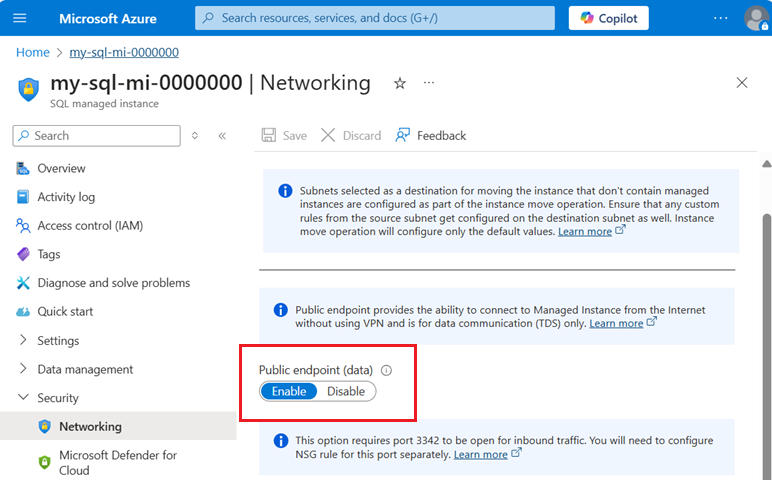 Microsoft Azure
Search resources, services, and docs (G+/)
Copilot
...
Home > my-sql-mi-0000000
my-sql-mi-0000000 | Networking
...
SQL managed instance
Search
Save
Discard
Feedback
Overview
Activity log
Access control (IAM)
Tags
Diagnose and solve problems
Quick start
Settings
Data management
Security
Networking
Microsoft Defender for
Cloud
Subnets selected as a destination for moving the instance that don't contain managed
instances are configured as part of the instance move operation. Ensure that any custom
rules from the source subnet get configured on the destination subnet as well. Instance
move operation will configure only the default values. Learn more
Public endpoint provides the ability to connect to Managed Instance from the Internet
without using VPN and is for data communication (TDS) only. Learn more
Public endpoint (data)
Enable Disable
This option requires port 3342 to be open for inbound traffic. You will need to configure
NSG rule for this port separately. Learn more